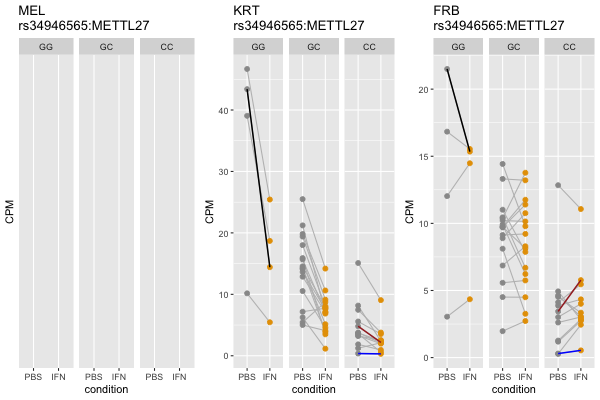 MEL
rs34946565:METTL27
GG GC CC
CPM
PBS IFN PBS IFN PBS IFN
condition
KRT
rs34946565:METTL27
GG GC CC
40
30
20
10
0
CPM
PBS IFN PBS IFN PBS IFN
condition
FRB
rs34946565:METTL27
GG GC CC
20
15
10
5
0
CPM
PBS IFN PBS IFN PBS IFN
condition